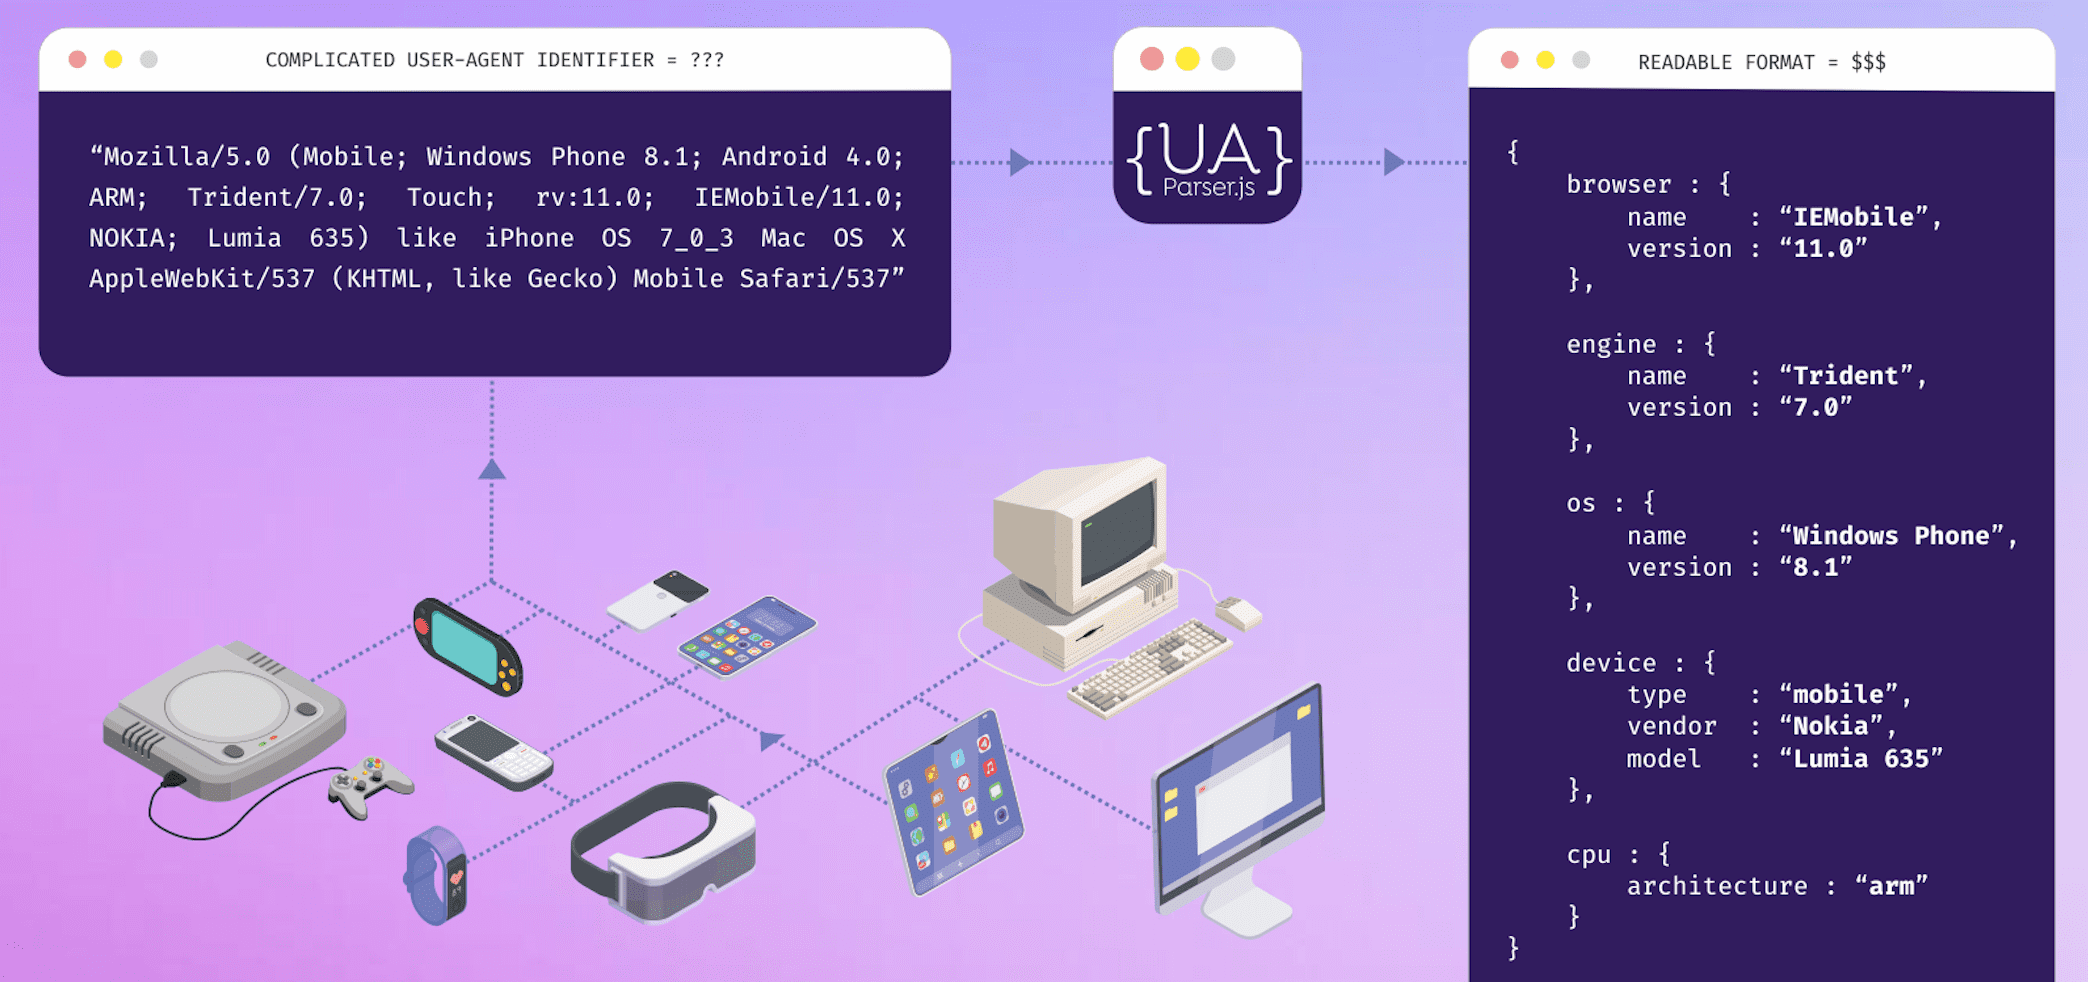 COMPLICATED USER-AGENT IDENTIFIER = ???
“Mozilla/5.0 (Mobile; Windows Phone 8.1; Android 4.0;
ARM; Trident/7.0; Touch; rv:11.0; IEMobile/11.0;
NOKIA; Lumia 635) like iPhone OS 7_0_3 Mac OS X
AppleWebKit/537 (KHTML, like Gecko) Mobile Safari/537”
{UA}
Parser.js
READABLE FORMAT = $$$
{
browser : {
name : “IEMobile”,
version : “11.0”
},
engine : {
name : “Trident”,
version : “7.0”
},
os : {
name : “Windows Phone”,
version : “8.1”
},
device : {
type : “mobile”,
vendor : “Nokia”,
model : “Lumia 635”
},
cpu : {
architecture : “arm”
}
}